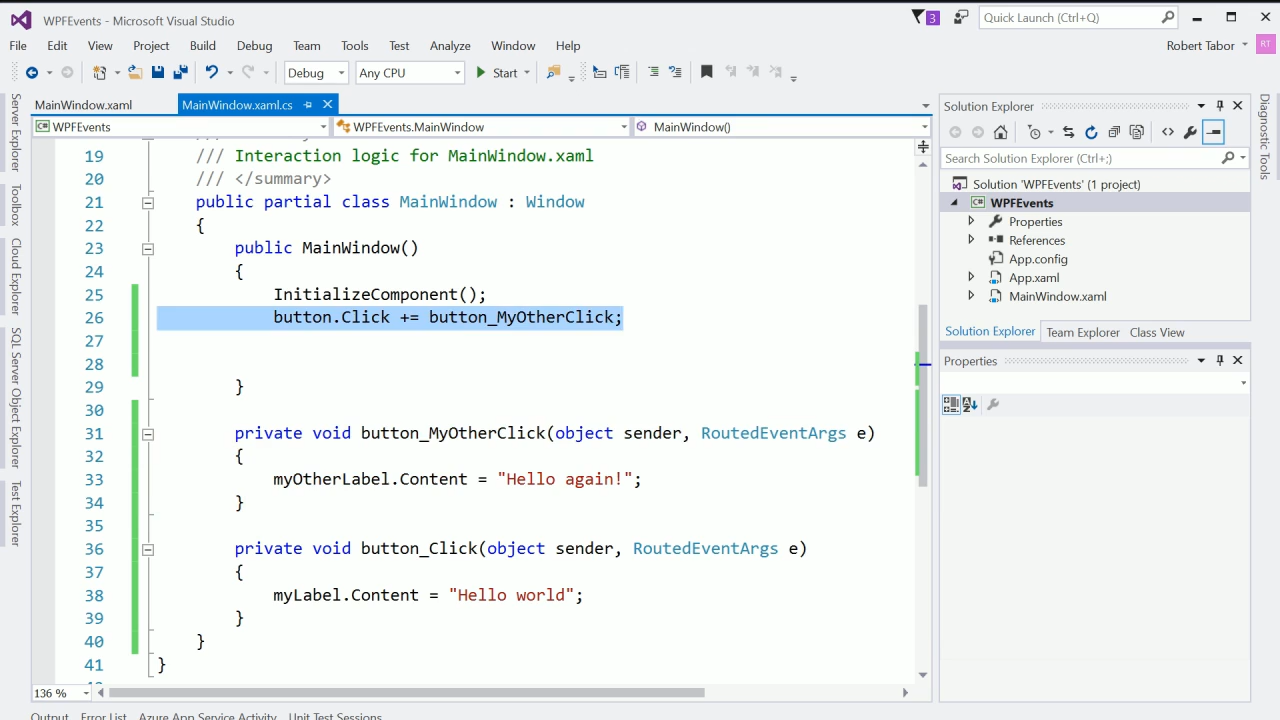 WPFEvents - Microsoft Visual Studio
3
Quick Launch (Ctrl+Q)
File Edit View Project Build Debug Team Tools Test Analyze Window Help
Robert Tabor RT
Debug Any CPU Start
MainWindow.xaml MainWindow.xaml.cs
WPFEvents WPFEvents.MainWindow MainWindow()
19 /// Interaction logic for MainWindow.xaml
20 /// </summary>
21 public partial class MainWindow : Window
22 {
23 public MainWindow()
24 {
25 InitializeComponent();
26 button.Click += button_MyOtherClick;
27
28
29 }
30
31 private void button_MyOtherClick(object sender, RoutedEventArgs e)
32 {
33 myOtherLabel.Content = "Hello again!";
34 }
35
36 private void button_Click(object sender, RoutedEventArgs e)
37 {
38 myLabel.Content = "Hello world";
39 }
40 }
41 }
136 %
Server Explorer
Toolbox
Cloud Explorer
SQL Server Object Explorer
Test Explorer
Solution Explorer
Search Solution Explorer (Ctrl+;)
Solution 'WPFEvents' (1 project)
WPFEvents
Properties
References
App.config
App.xaml
MainWindow.xaml
Solution Explorer Team Explorer Class View
Properties
Diagnostic Tools
Output Error List Azure App Service Activity Unit Test Sessions